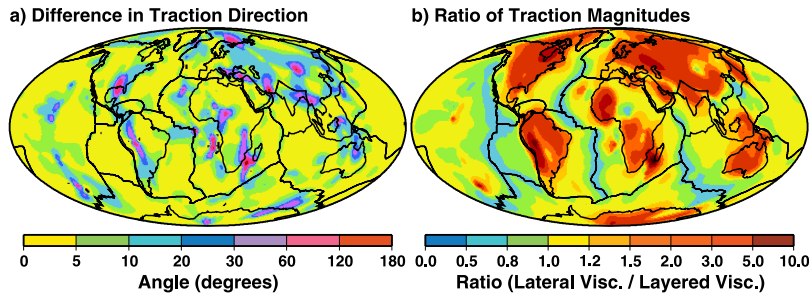 a) Difference in Traction Direction
b) Ratio of Traction Magnitudes
0 5 10 20 30 60 120 180
Angle (degrees)
0.0 0.5 0.8 1.0 1.2 1.5 2.0 3.0 5.0 10.0
Ratio (Lateral Visc. / Layered Visc.)